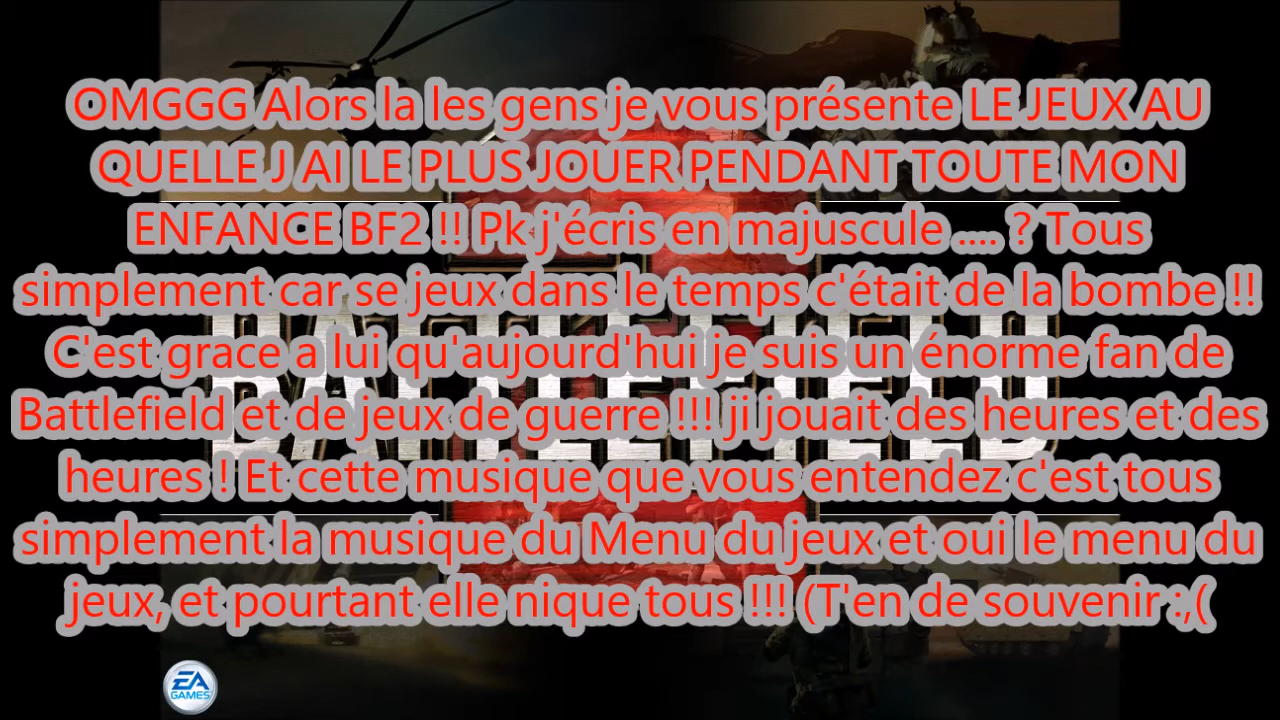 OMGGG Alors la les gens je vous présente LE JEUX AU
QUELLE J AI LE PLUS JOUER PENDANT TOUTE MON
ENFANCE BF2 !! Pk j'écris en majuscule .... ? Tous
simplement car se jeux dans le temps c'était de la bombe !!
C'est grace a lui qu'aujourd'hui je suis un énorme fan de
Battlefield et de jeux de guerre !!! ji jouait des heures et des
heures ! Et cette musique que vous entendez c'est tous
simplement la musique du Menu du jeux et oui le menu du
jeux, et pourtant elle nique tous !!! (T'en de souvenir :,(
BATTLEFIELD
EA
GAMES